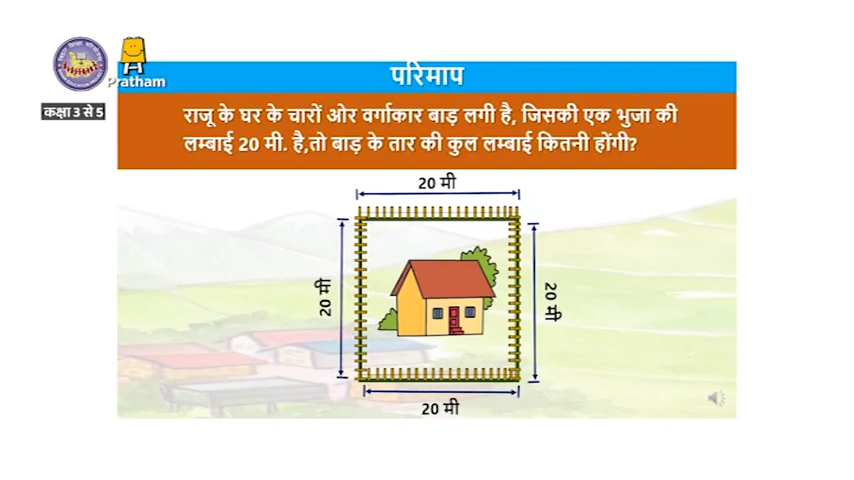 Pratham
परिमाप
कक्षा 3 से 5
राजू के घर के चारों ओर वर्गाकार बाड़ लगी है, जिसकी एक भुजा की
लम्बाई 20 मी. है,तो बाड़ के तार की कुल लम्बाई कितनी होंगी?
20 मी
20 मी
20 मी
20 मी